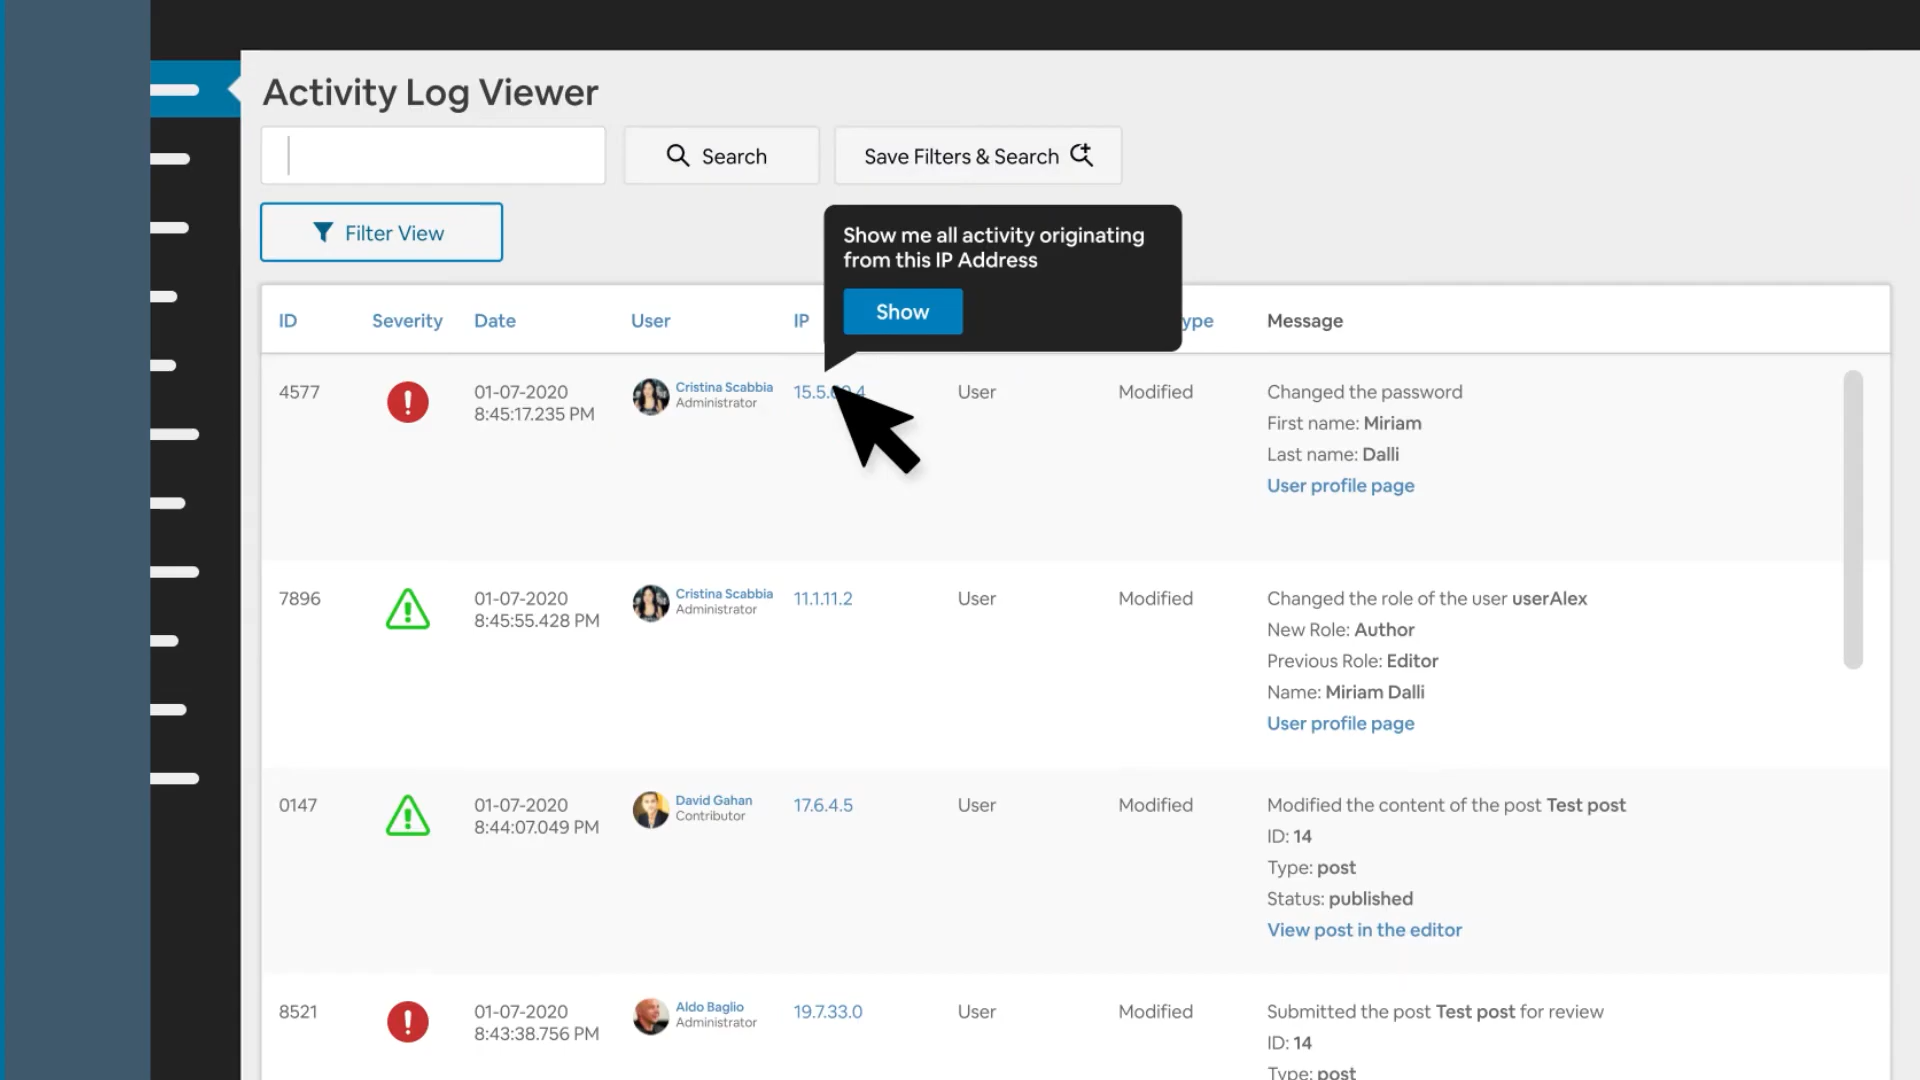 Activity Log Viewer
Search
Save Filters & Search
Filter View
Show me all activity originating
from this IP Address
Show
ID Severity Date User IP ype Message
4577
01-07-2020
8:45:17.235 PM
Cristina Scabbia
Administrator
User
Modified
Changed the password
First name: Miriam
Last name: Dalli
User profile page
7896
01-07-2020
8:45:55.428 PM
Cristina Scabbia
Administrator
11.1.11.2
User
Modified
Changed the role of the user userAlex
New Role: Author
Previous Role: Editor
Name: Miriam Dalli
User profile page
0147
01-07-2020
8:44:07.049 PM
David Gahan
Contributor
17.6.4.5
User
Modified
Modified the content of the post Test post
ID: 14
Type: post
Status: published
View post in the editor
8521
01-07-2020
8:43:38.756 PM
Aldo Baglio
Administrator
19.7.33.0
User
Modified
Submitted the post Test post for review
ID: 14
Type: post